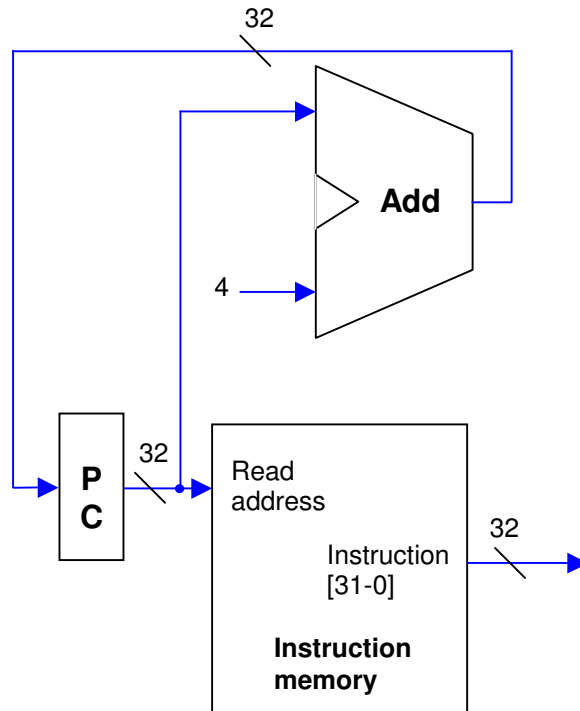 32
Add
4
P
C
32
Read
address
32
Instruction
[31-0]
Instruction
memory